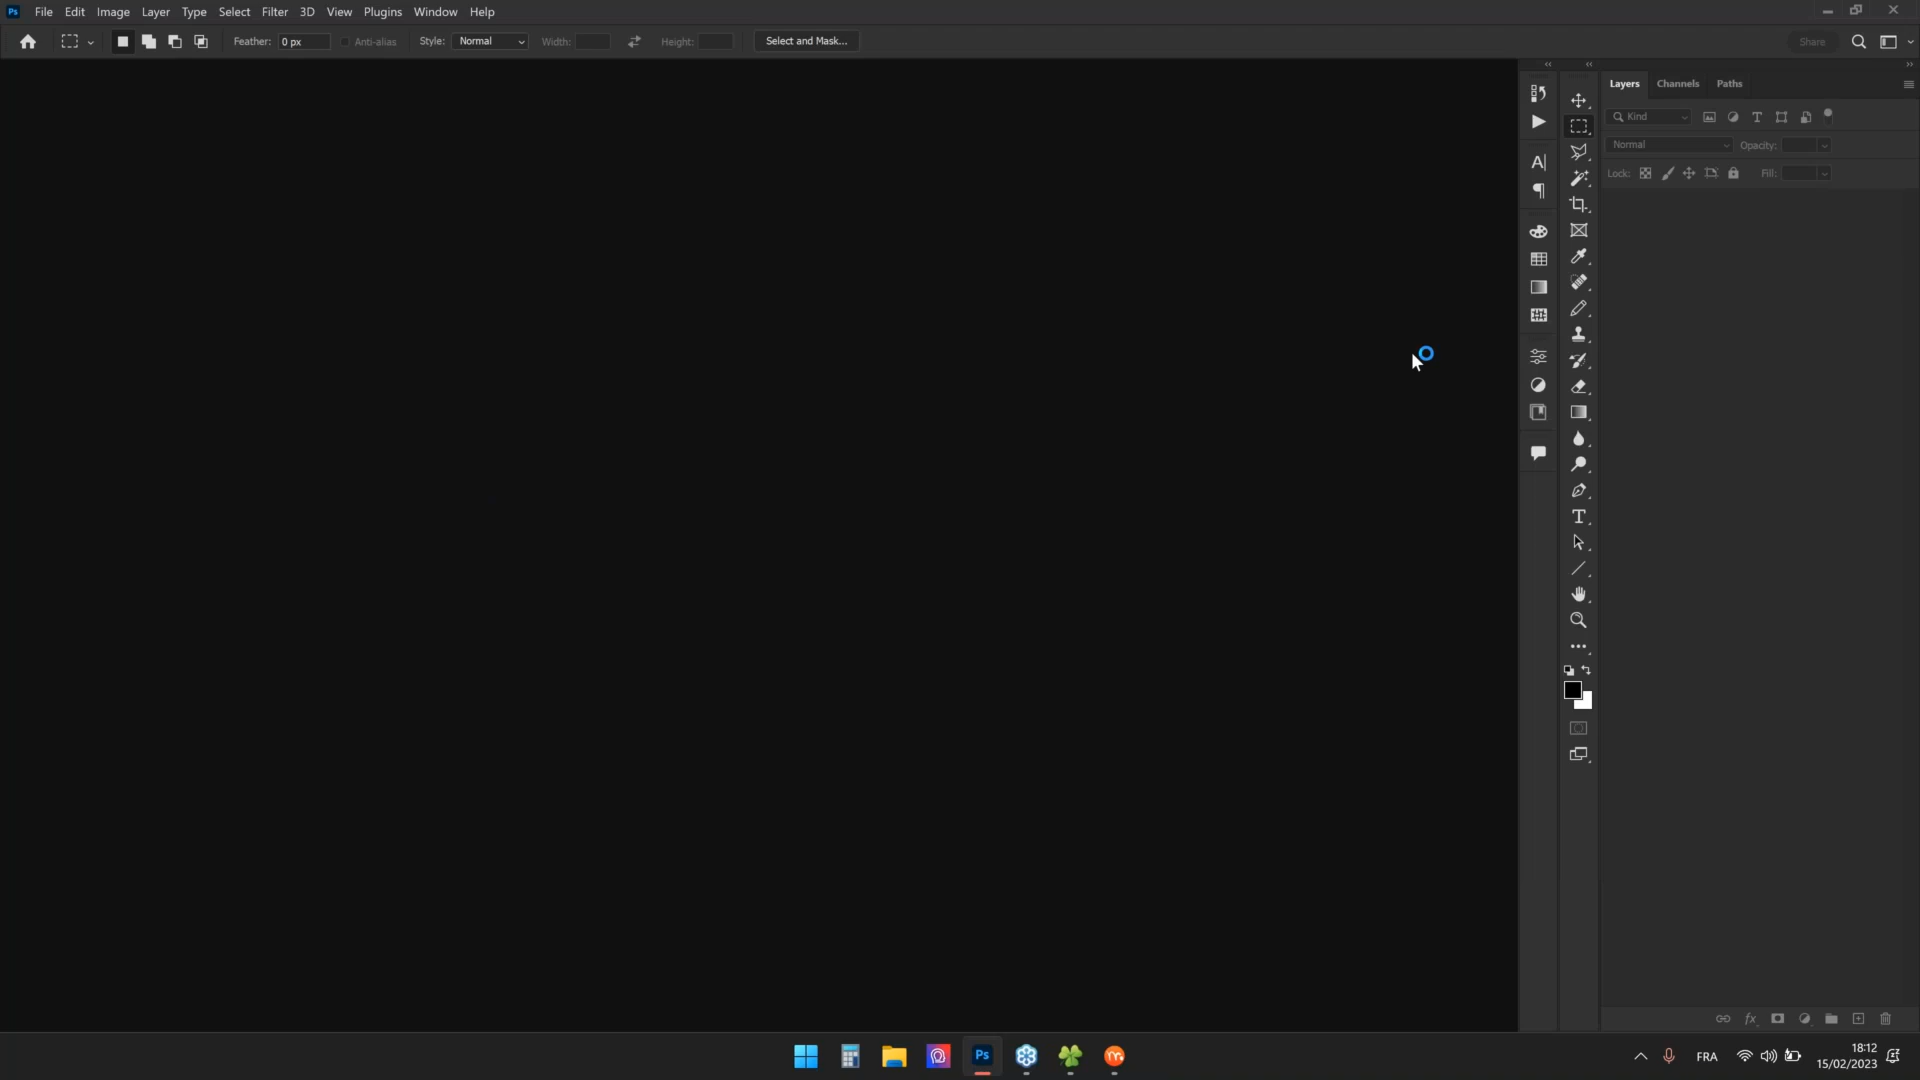 Ps File Edit Image Layer Type Select Filter 3D View Plugins Window Help
Feather: 0 px Anti-alias Style: Normal Width: Height: Select and Mask... Share
Layers Channels Paths
Kind
Normal Opacity:
Lock: Fill:
Ps
FRA
18:12
15/02/2023